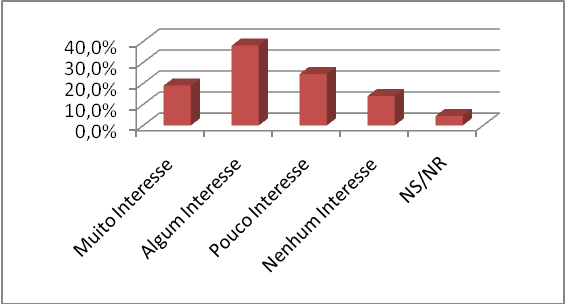 40,0%
30,0%
20,0%
10,0%
0,0%
Muito Interesse
Algum Interesse
Pouco Interesse
Nenhum Interesse
NS/NR